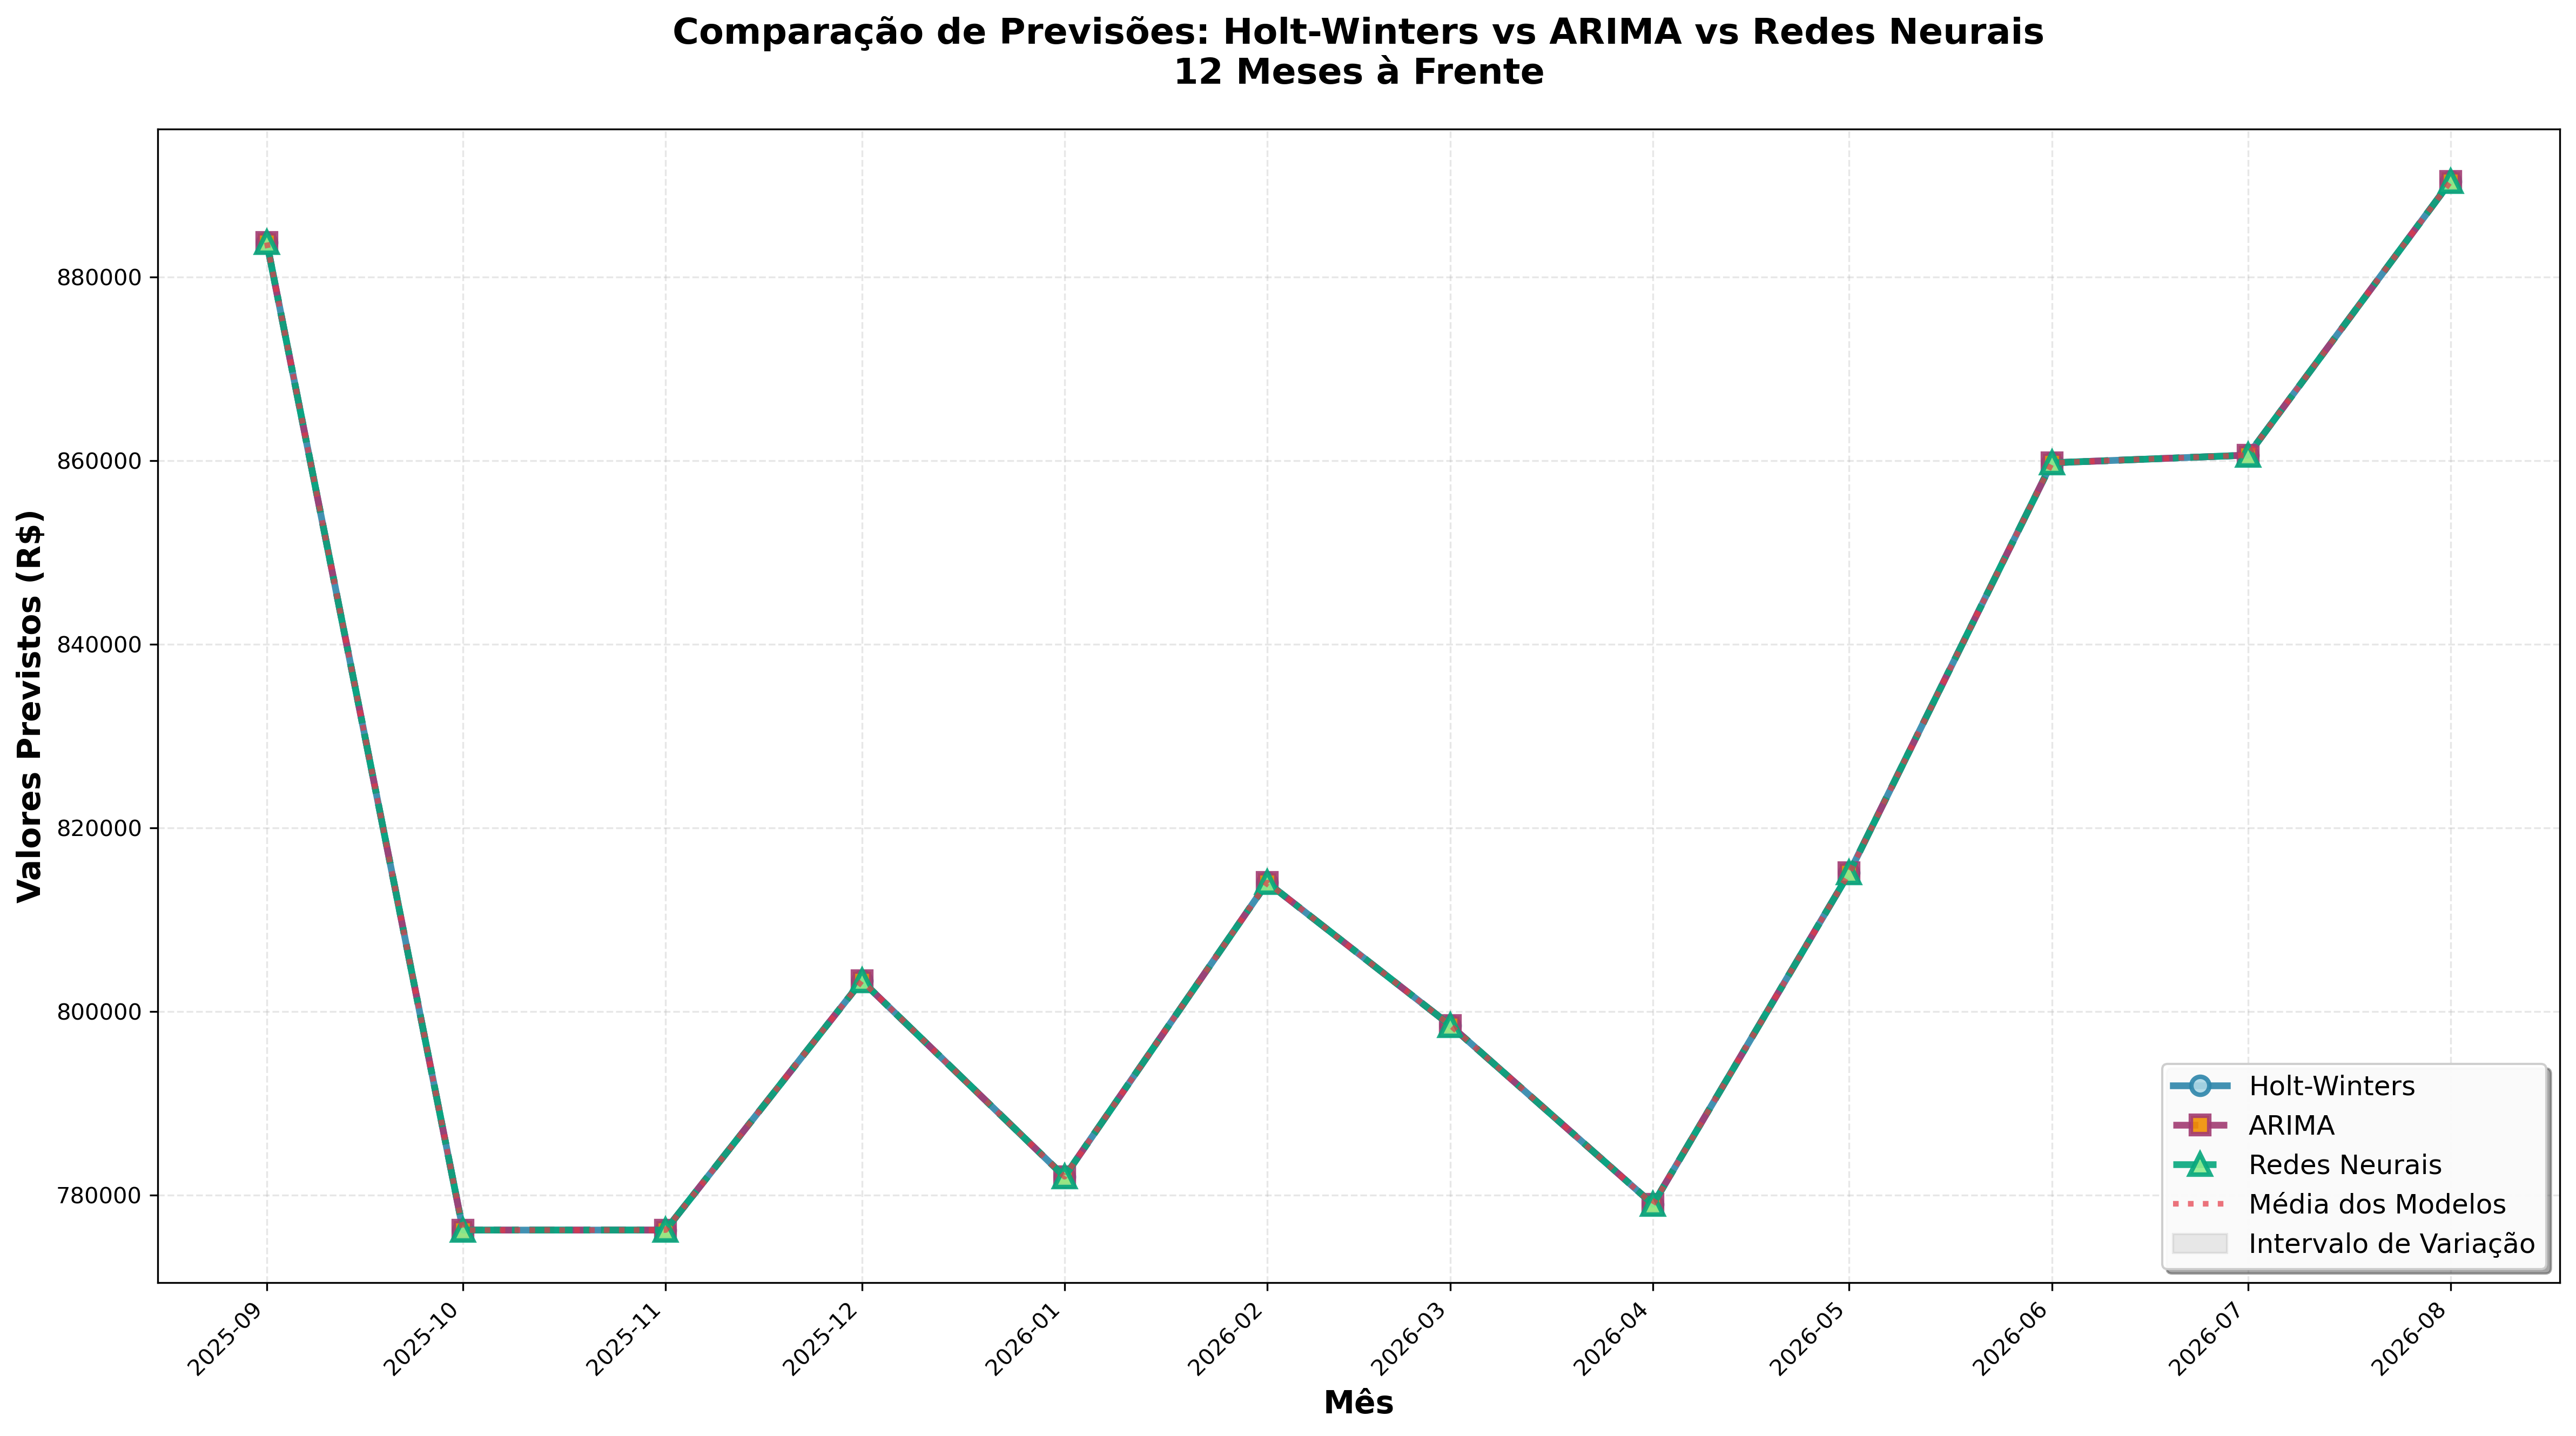 Comparação de Previsões: Holt-Winters vs ARIMA vs Redes Neurais
12 Meses à Frente
Valores Previstos (R$)
880000
860000
840000
820000
800000
780000
Holt-Winters
ARIMA
Redes Neurais
Média dos Modelos
Intervalo de Variação
2025-09
2025-10
2025-11
2025-12
2026-01
2026-02
2026-03
2026-04
2026-05
2026-06
2026-07
2026-08
Mês